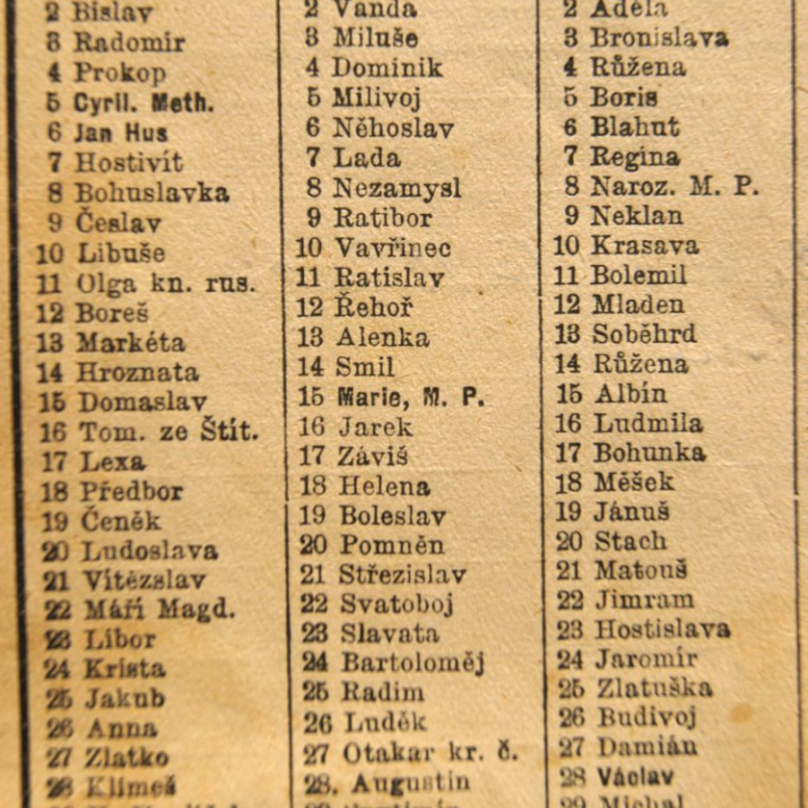 2 Bislav
3 Radomír
4 Prokop
5 Cyril. Meth.
6 Jan Hus
7 Hostivít
8 Bohuslavka
9 Česlav
10 Libuše
11 Olga kn. rus.
12 Boreš
13 Markéta
14 Hroznata
15 Domaslav
16 Tom. ze Štít.
17 Lexa
18 Předbor
19 Čeněk
20 Ludoslava
21 Vítězslav
22 Máří Magd.
23 Libor
24 Krista
25 Jakub
26 Anna
27 Zlatko
28 Klimeš
2 Vanda
3 Miluše
4 Dominik
5 Milivoj
6 Něhoslav
7 Lada
8 Nezamysl
9 Ratibor
10 Vavřinec
11 Ratislav
12 Řehoř
13 Alenka
14 Smil
15 Marie, M. P.
16 Jarek
17 Záviš
18 Helena
19 Boleslav
20 Pomněn
21 Střezislav
22 Svatoboj
23 Slavata
24 Bartoloměj
25 Radim
26 Luděk
27 Otakar kr. č.
28. Augustin
2 Adéla
3 Bronislava
4 Růžena
5 Boris
6 Blahut
7 Regina
8 Naroz. M. P.
9 Neklan
10 Krasava
11 Bolemil
12 Mladen
13 Soběhrd
14 Růžena
15 Albín
16 Ludmila
17 Bohunka
18 Měšek
19 Jánuš
20 Stach
21 Matouš
22 Jimram
23 Hostislava
24 Jaromír
25 Zlatuška
26 Budivoj
27 Damián
28 Václav
29 Michal